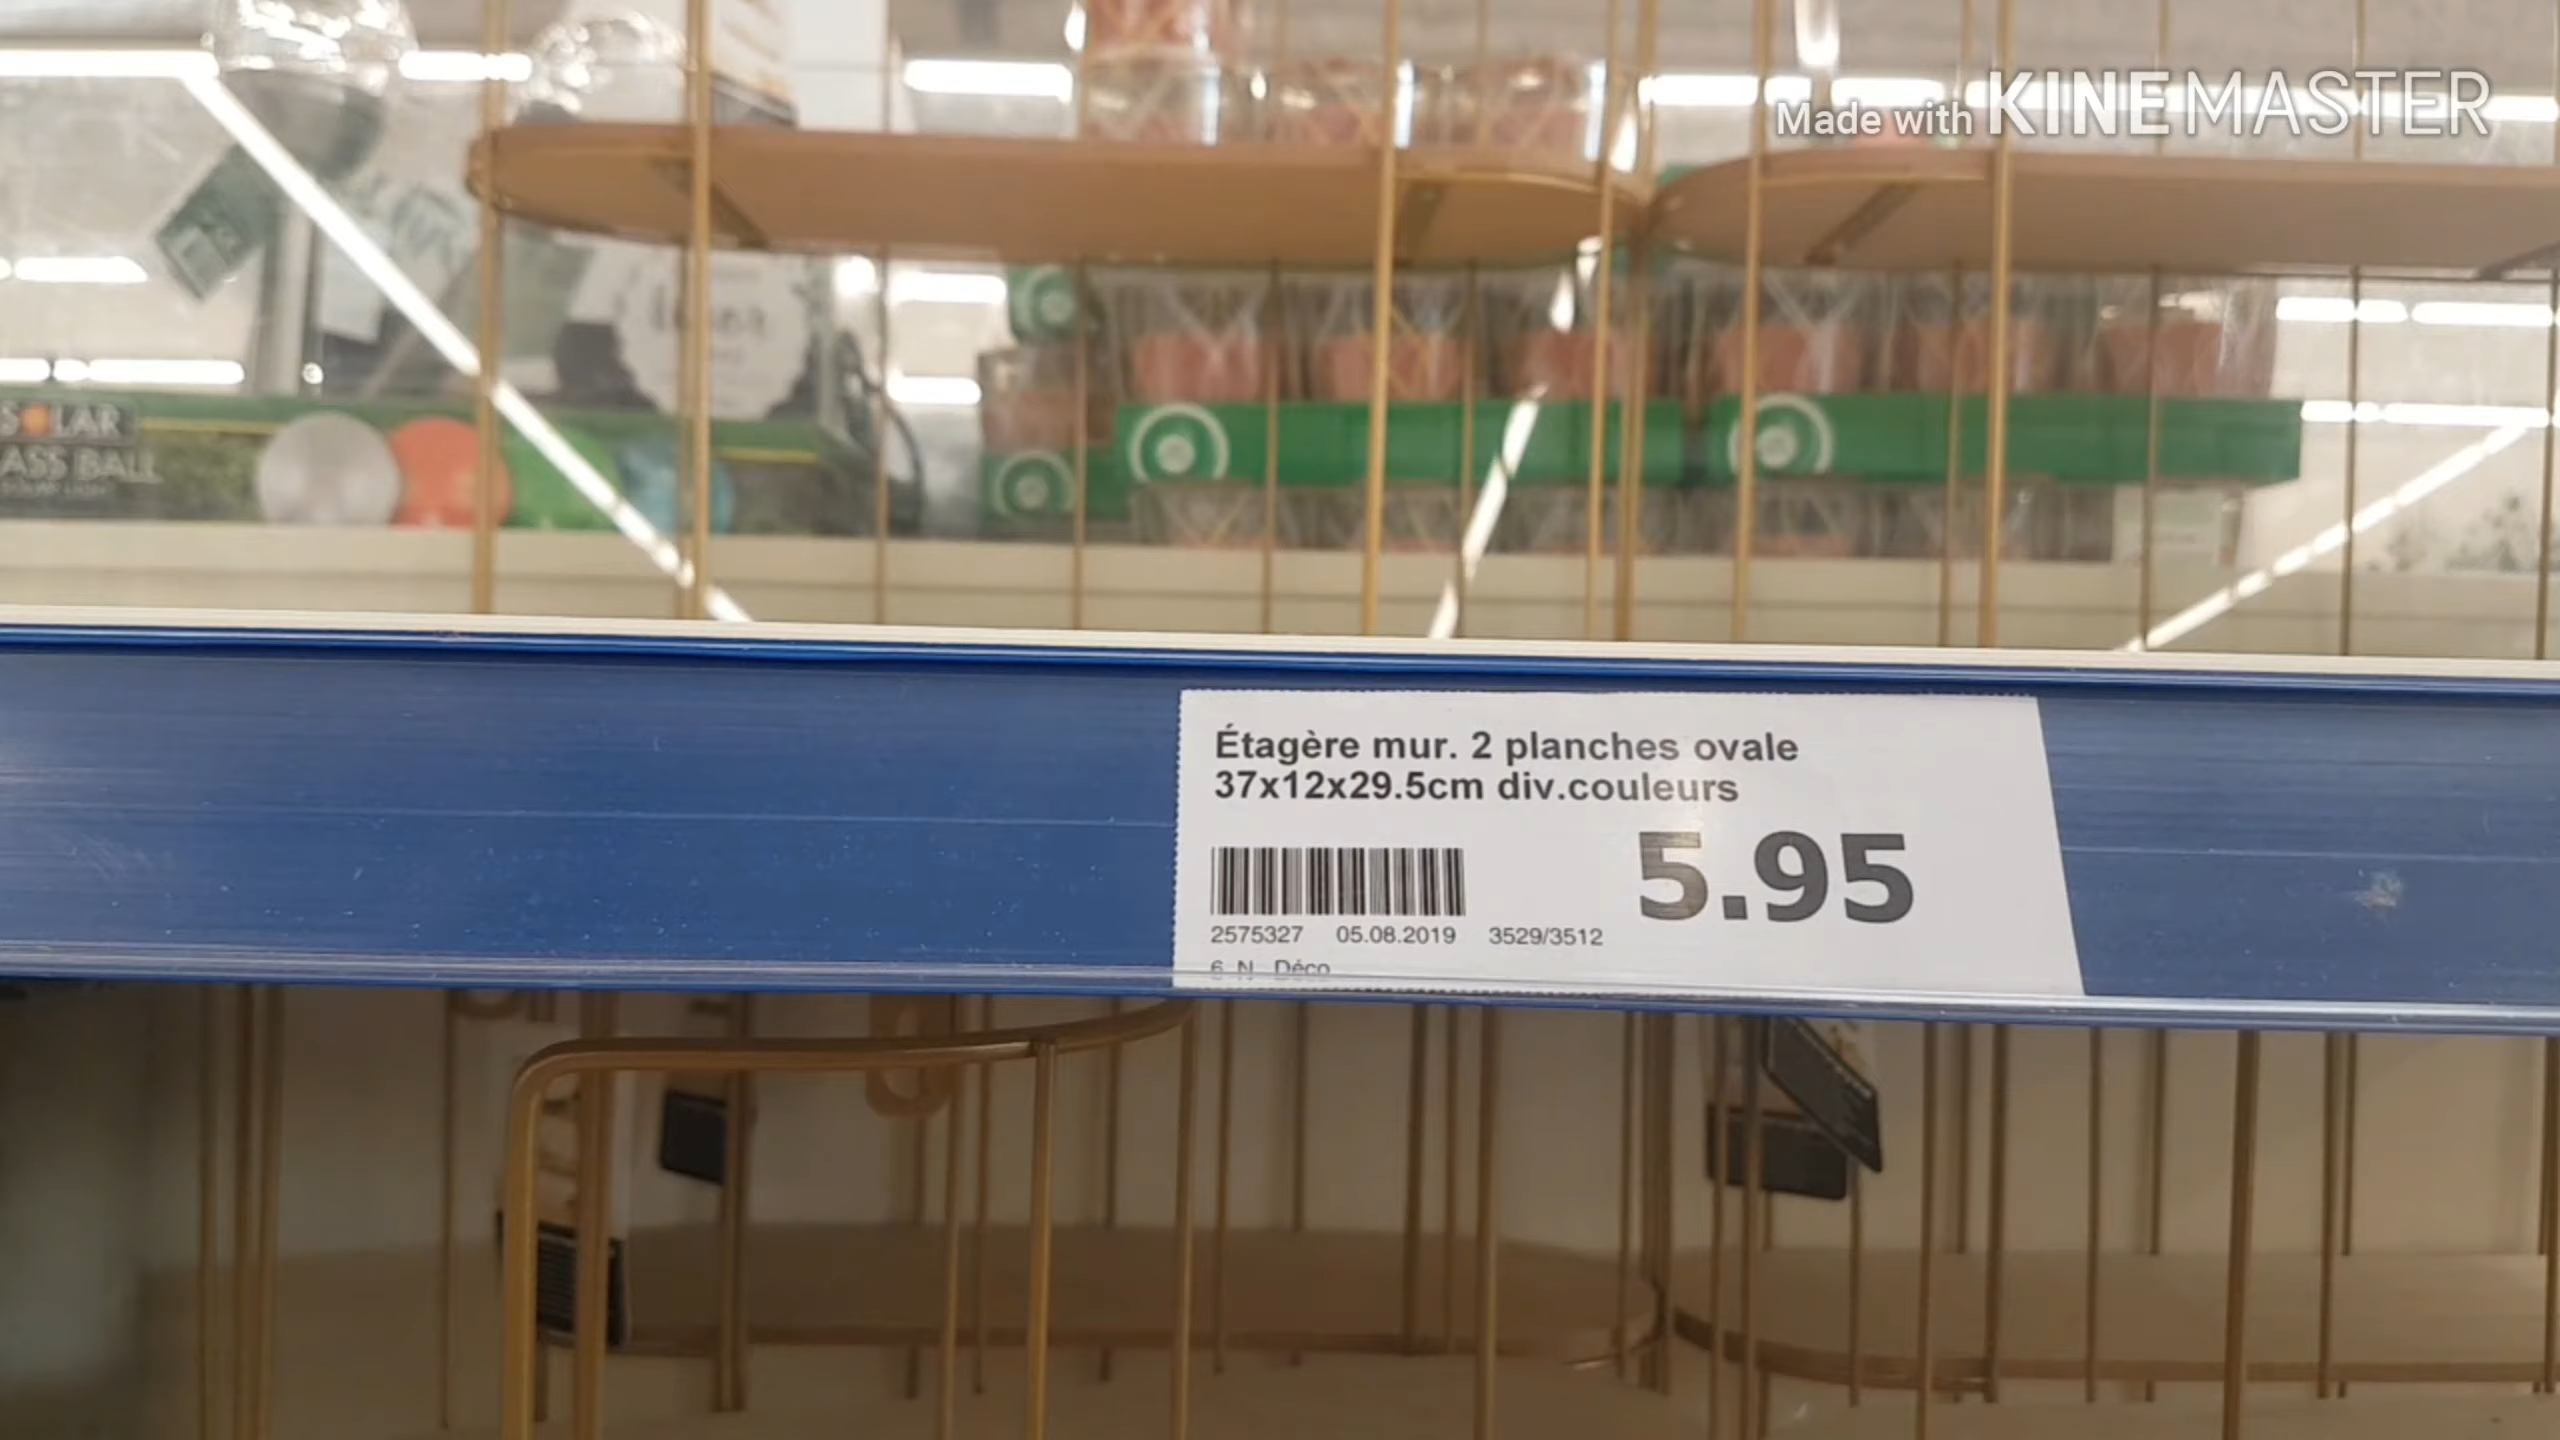 Made with KINEMASTER
SOLAR
ASS BALL
Étagère mur. 2 planches ovale
37x12x29.5cm div.couleurs
5.95
2575327 05.08.2019 3529/3512
6 N Déco